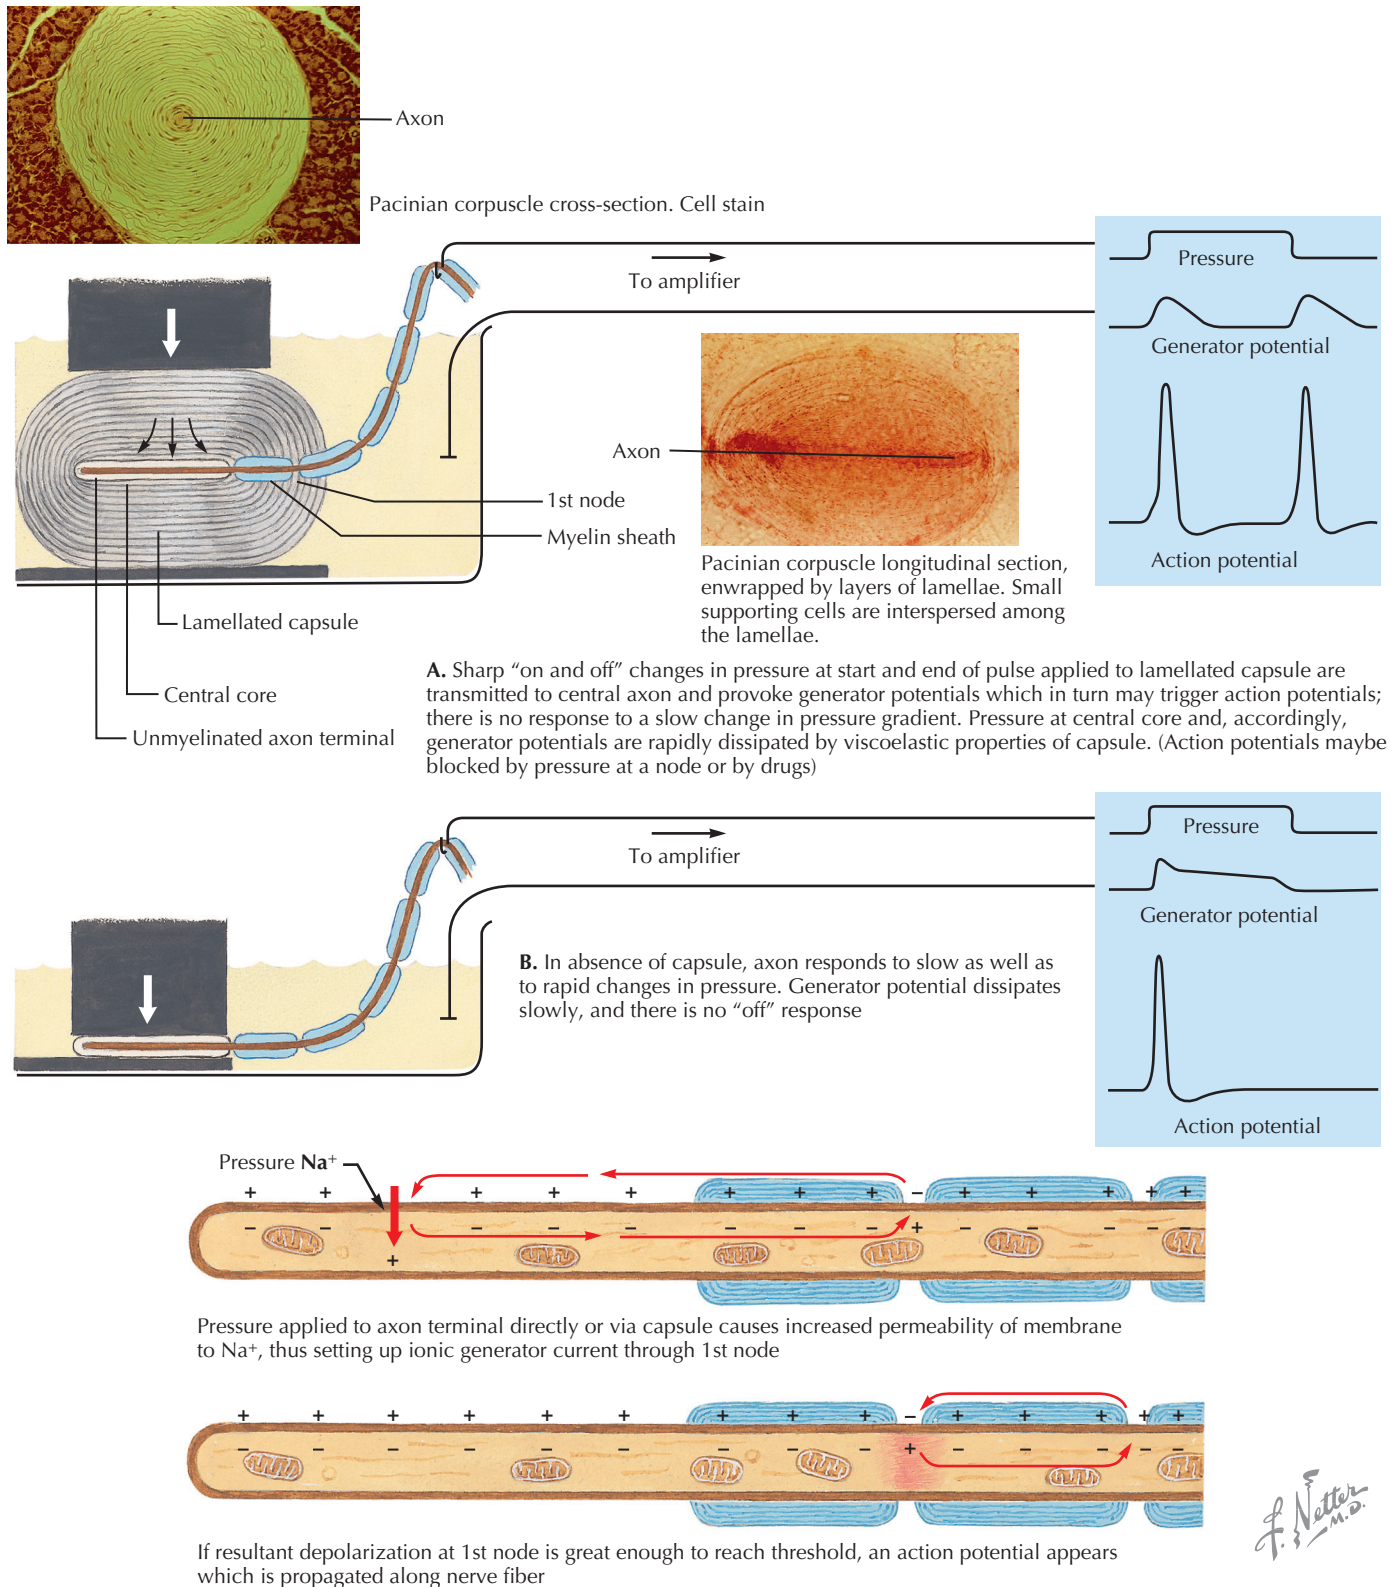 Axon
Pacinian corpuscle cross-section. Cell stain
To amplifier
Pressure
Generator potential
Action potential
Axon
1st node
Myelin sheath
Pacinian corpuscle longitudinal section,
enwrapped by layers of lamellae. Small
supporting cells are interspersed among
the lamellae.
Lamellated capsule
Central core
Unmyelinated axon terminal
A. Sharp “on and off” changes in pressure at start and end of pulse applied to lamellated capsule are
transmitted to central axon and provoke generator potentials which in turn may trigger action potentials;
there is no response to a slow change in pressure gradient. Pressure at central core and, accordingly,
generator potentials are rapidly dissipated by viscoelastic properties of capsule. (Action potentials maybe
blocked by pressure at a node or by drugs)
To amplifier
Pressure
Generator potential
Action potential
B. In absence of capsule, axon responds to slow as well as
to rapid changes in pressure. Generator potential dissipates
slowly, and there is no “off” response
Pressure Na⁺
+ + + + + + + + − + + + + +
− − − − − − − − + − − − − −
+
Pressure applied to axon terminal directly or via capsule causes increased permeability of membrane
to Na⁺, thus setting up ionic generator current through 1st node
+ + + + + + + + + − + + + + +
− − − − − − − − − + − − − − −
If resultant depolarization at 1st node is great enough to reach threshold, an action potential appears
which is propagated along nerve fiber
F. Netter
M.D.